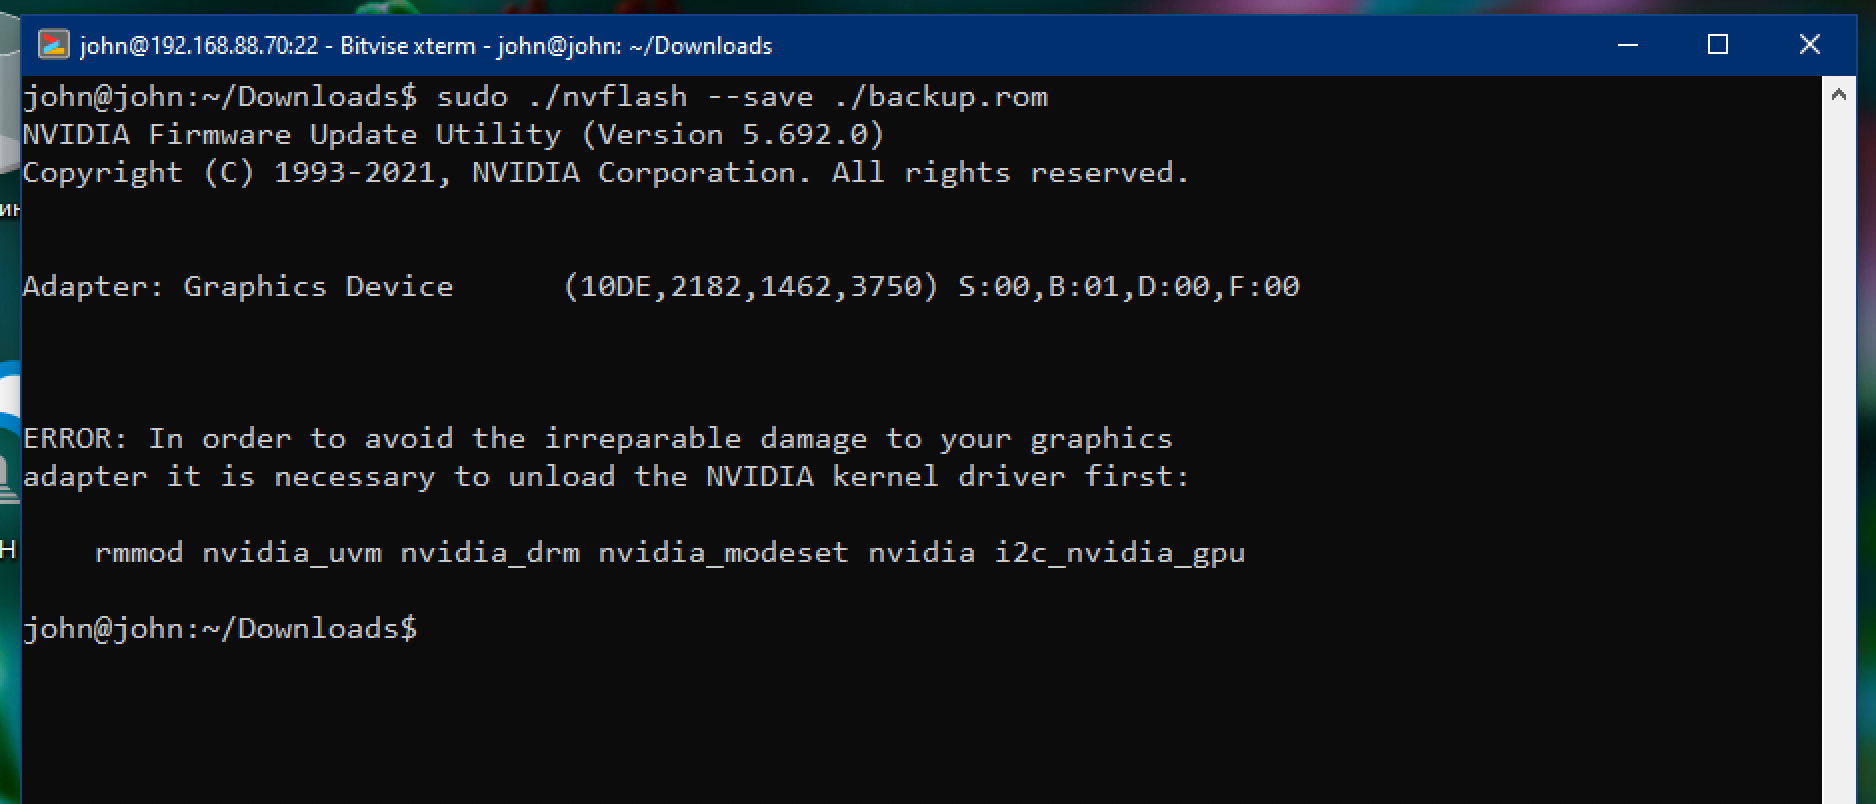 john@192.168.88.70:22 - Bitvise xterm - john@john: ~/Downloads
john@john:~/Downloads$ sudo ./nvflash --save ./backup.rom
NVIDIA Firmware Update Utility (Version 5.692.0)
Copyright (C) 1993-2021, NVIDIA Corporation. All rights reserved.
Adapter: Graphics Device      (10DE,2182,1462,3750) S:00,B:01,D:00,F:00
ERROR: In order to avoid the irreparable damage to your graphics
adapter it is necessary to unload the NVIDIA kernel driver first:
    rmmod nvidia_uvm nvidia_drm nvidia_modeset nvidia i2c_nvidia_gpu
john@john:~/Downloads$